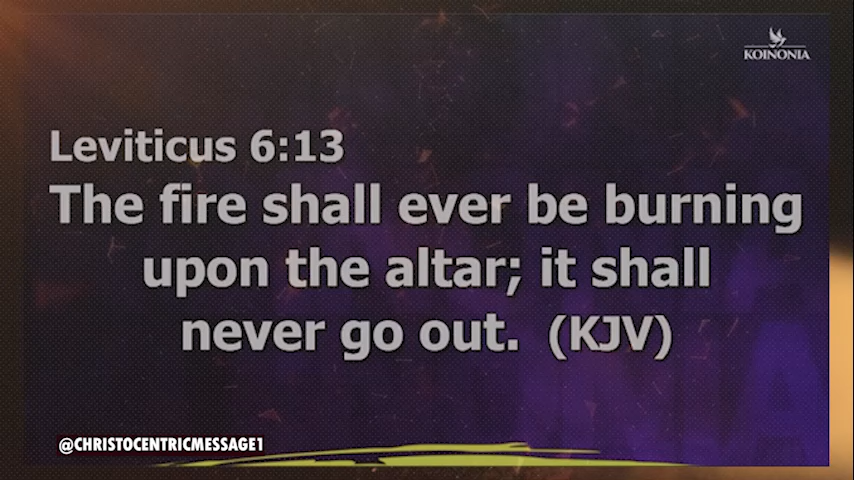 KOINONIA
Leviticus 6:13
The fire shall ever be burning
upon the altar; it shall
never go out. (KJV)
@CHRISTOCENTRICMESSAGE1